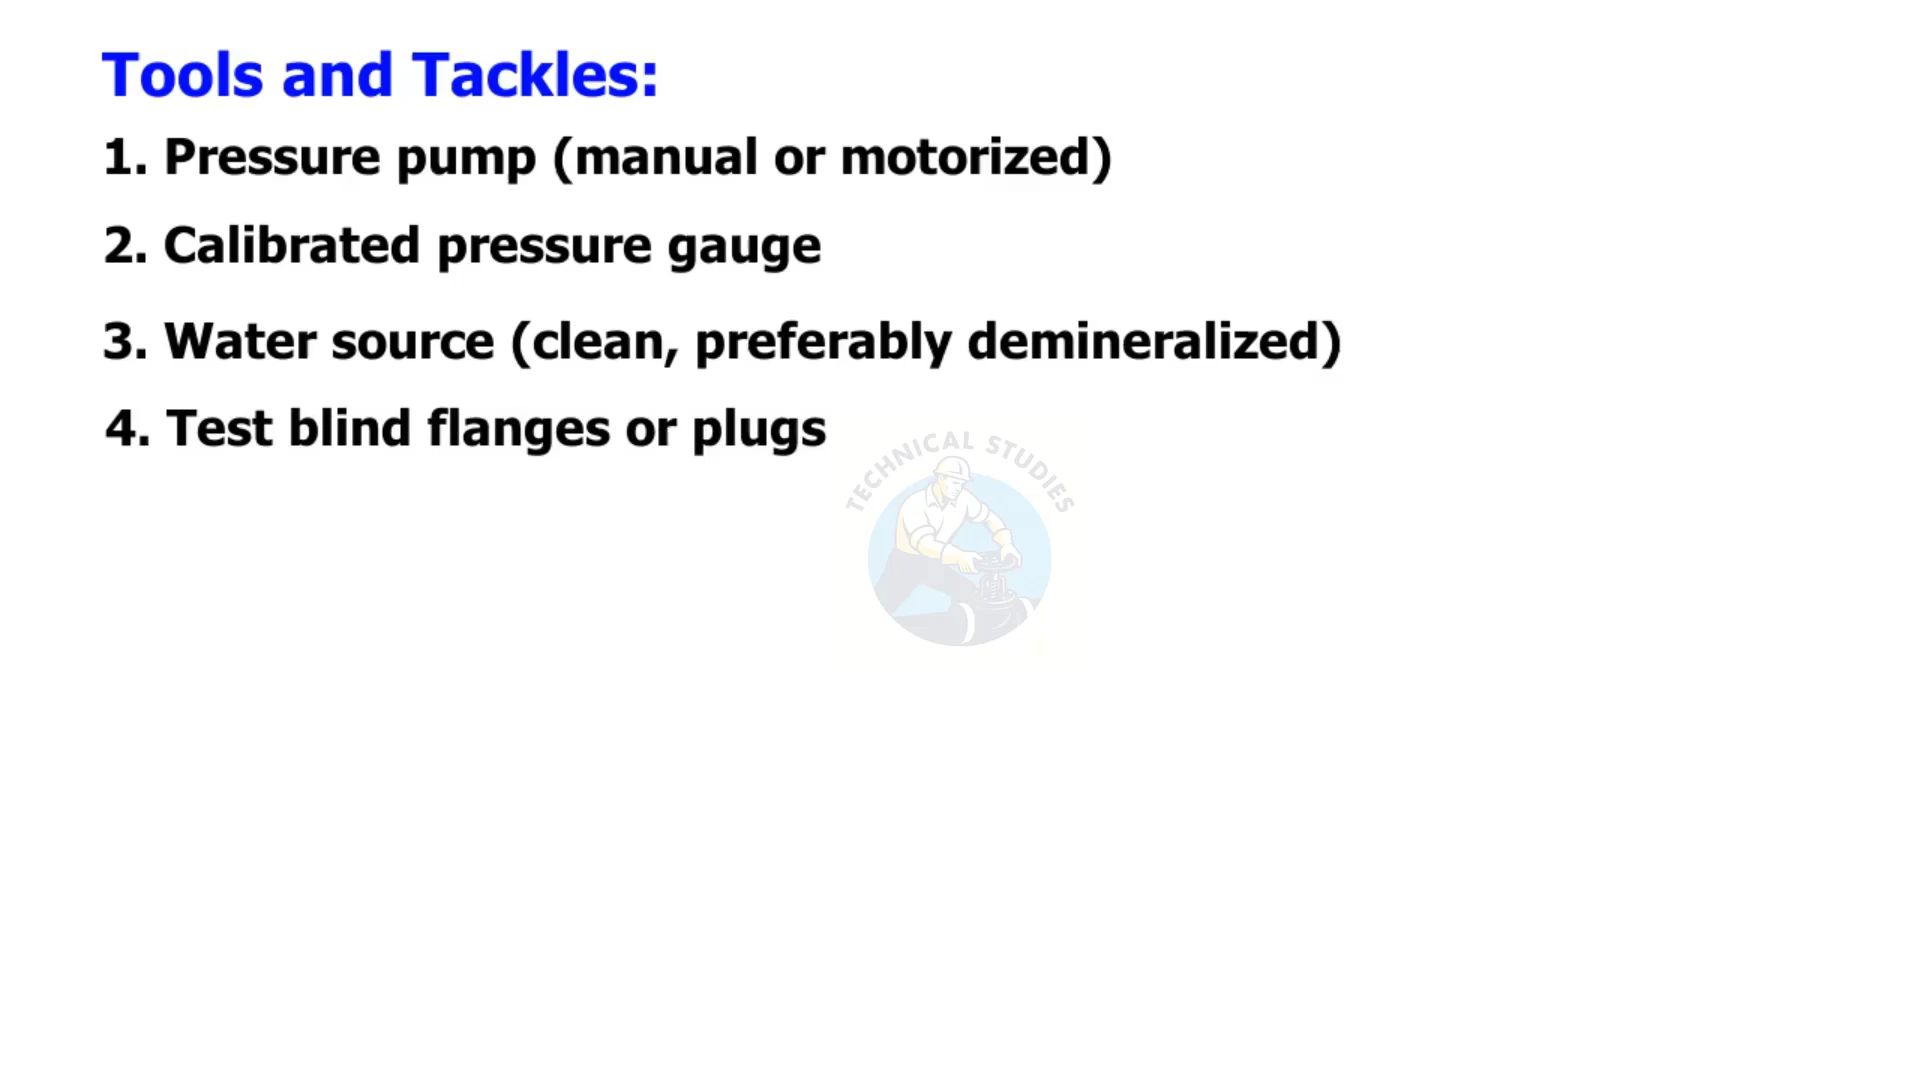 Tools and Tackles:
1. Pressure pump (manual or motorized)
2. Calibrated pressure gauge
3. Water source (clean, preferably demineralized)
4. Test blind flanges or plugs
TECHNICAL STUDIES